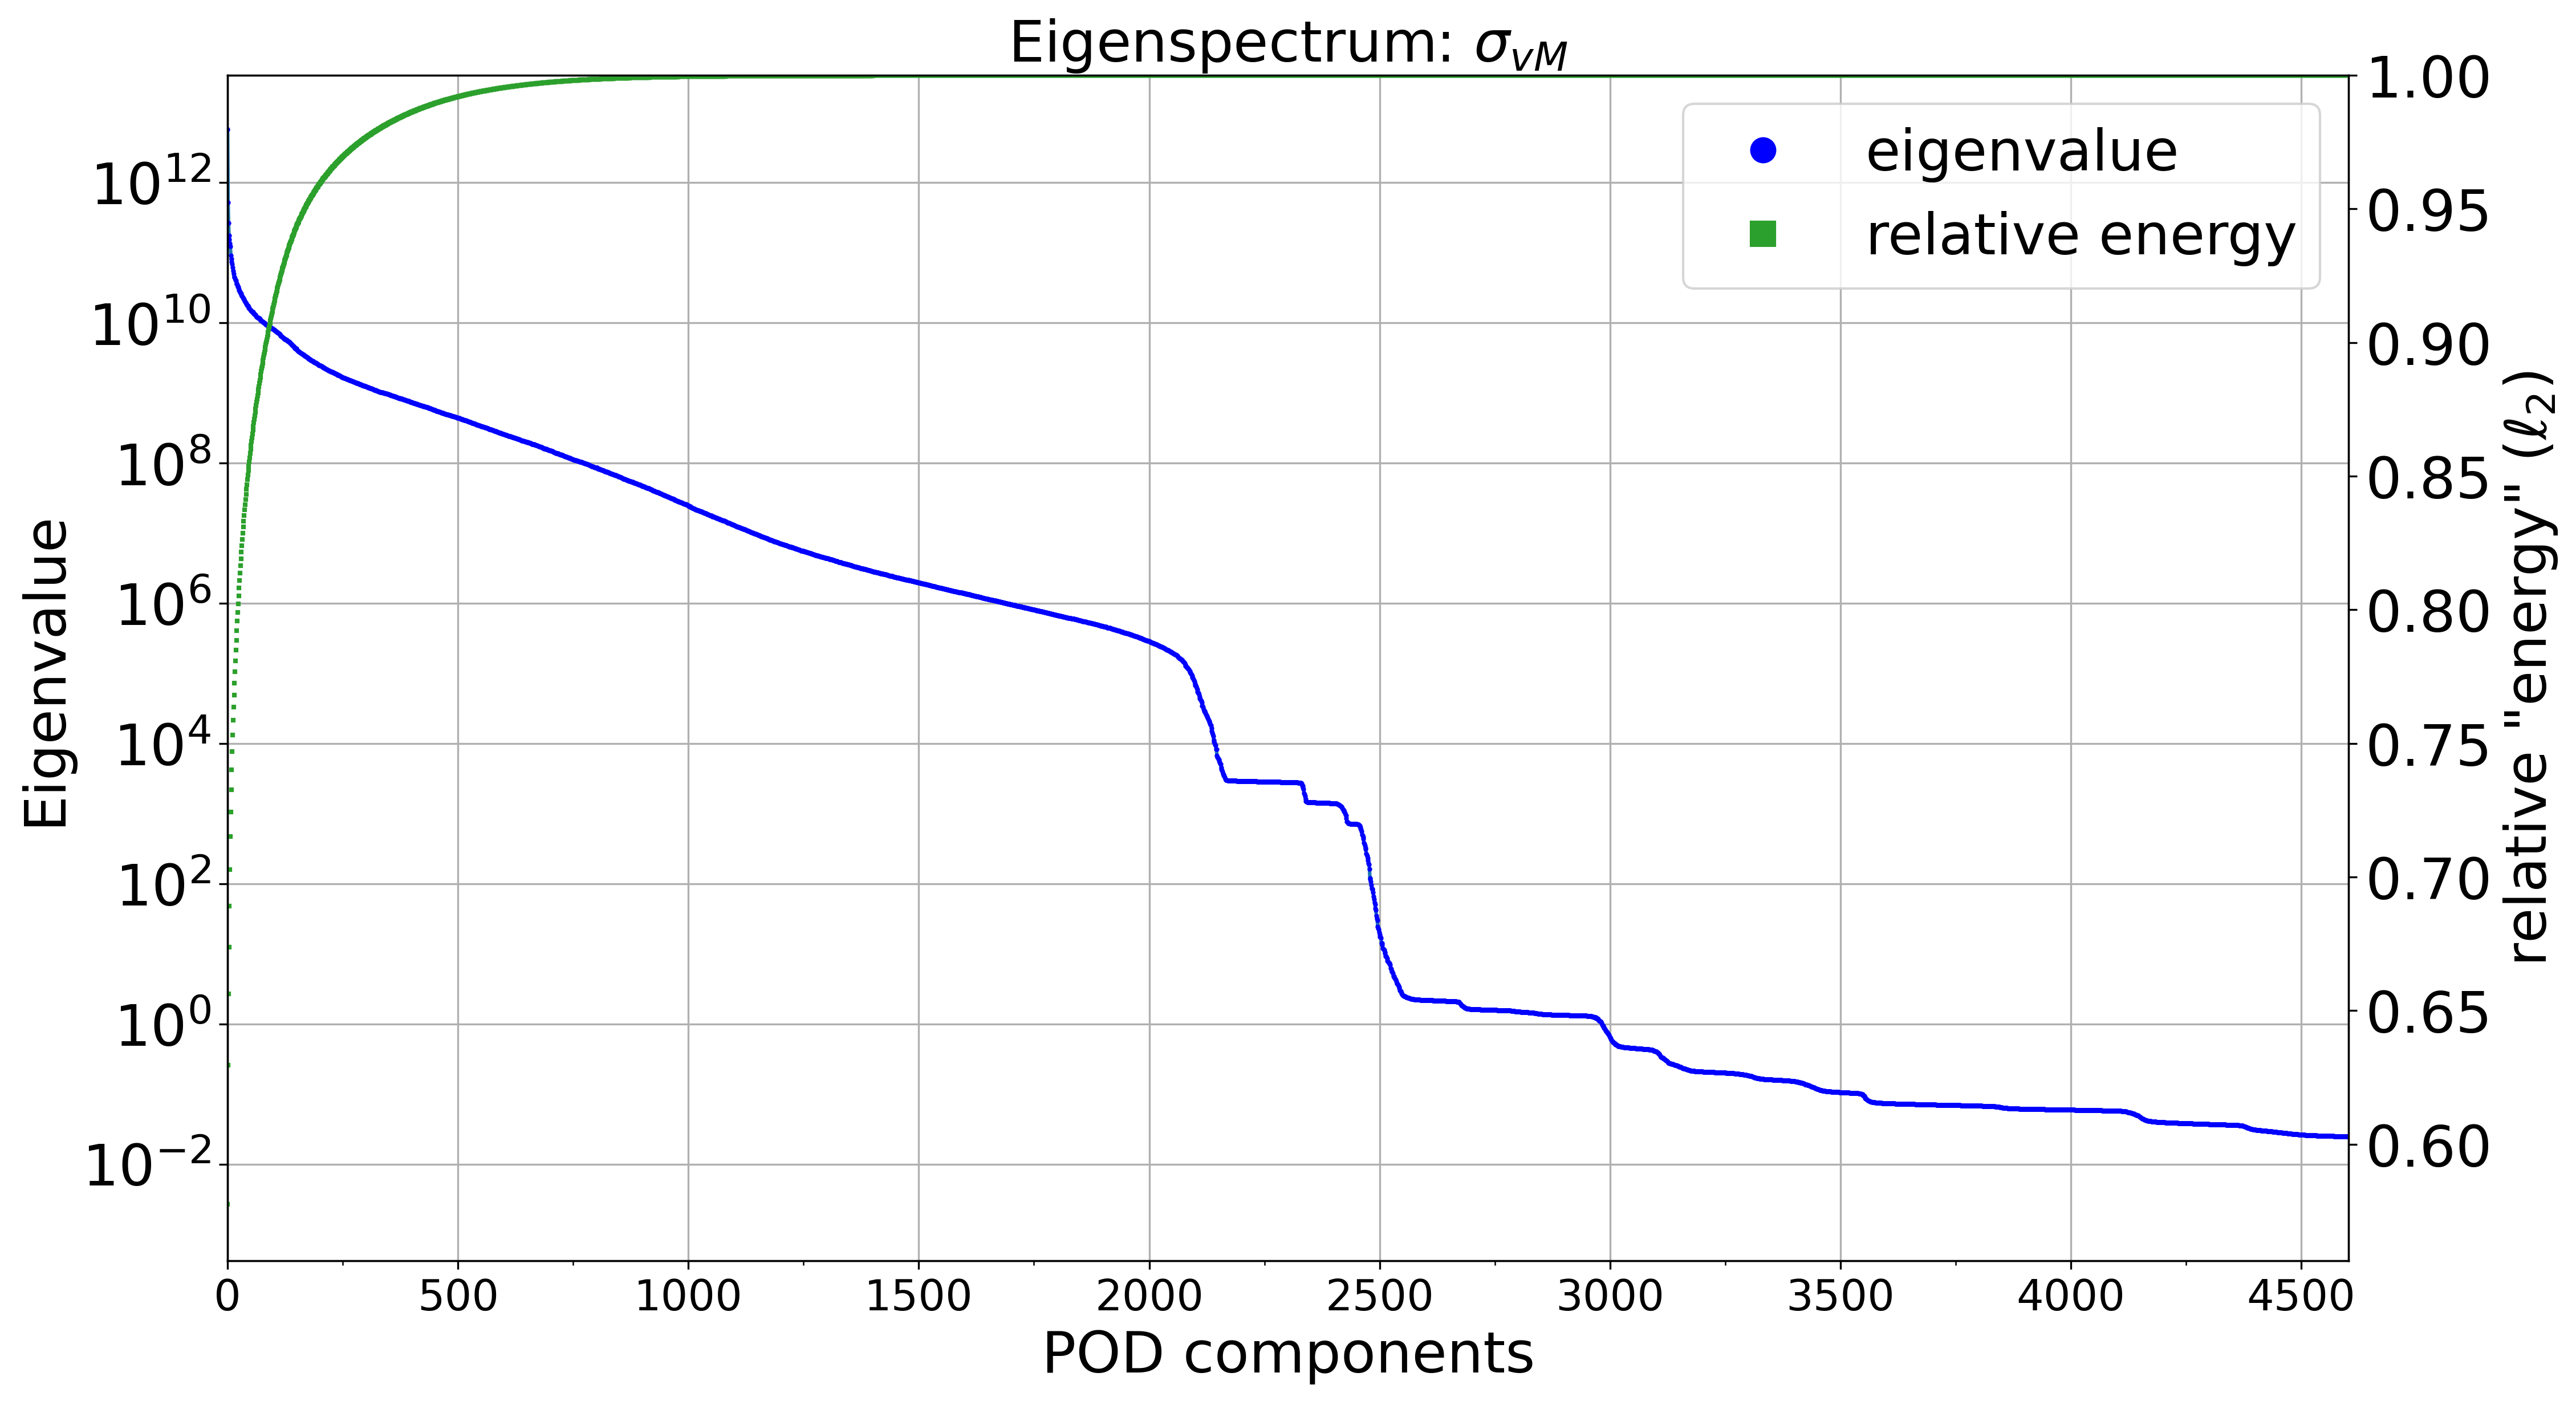 Eigenspectrum: σ_vM
eigenvalue
relative energy
Eigenvalue
10^12
10^10
10^8
10^6
10^4
10^2
10^0
10^−2
1.00
0.95
0.90
0.85
0.80
0.75
0.70
0.65
0.60
relative "energy" (ℓ_2)
0 500 1000 1500 2000 2500 3000 3500 4000 4500
POD components